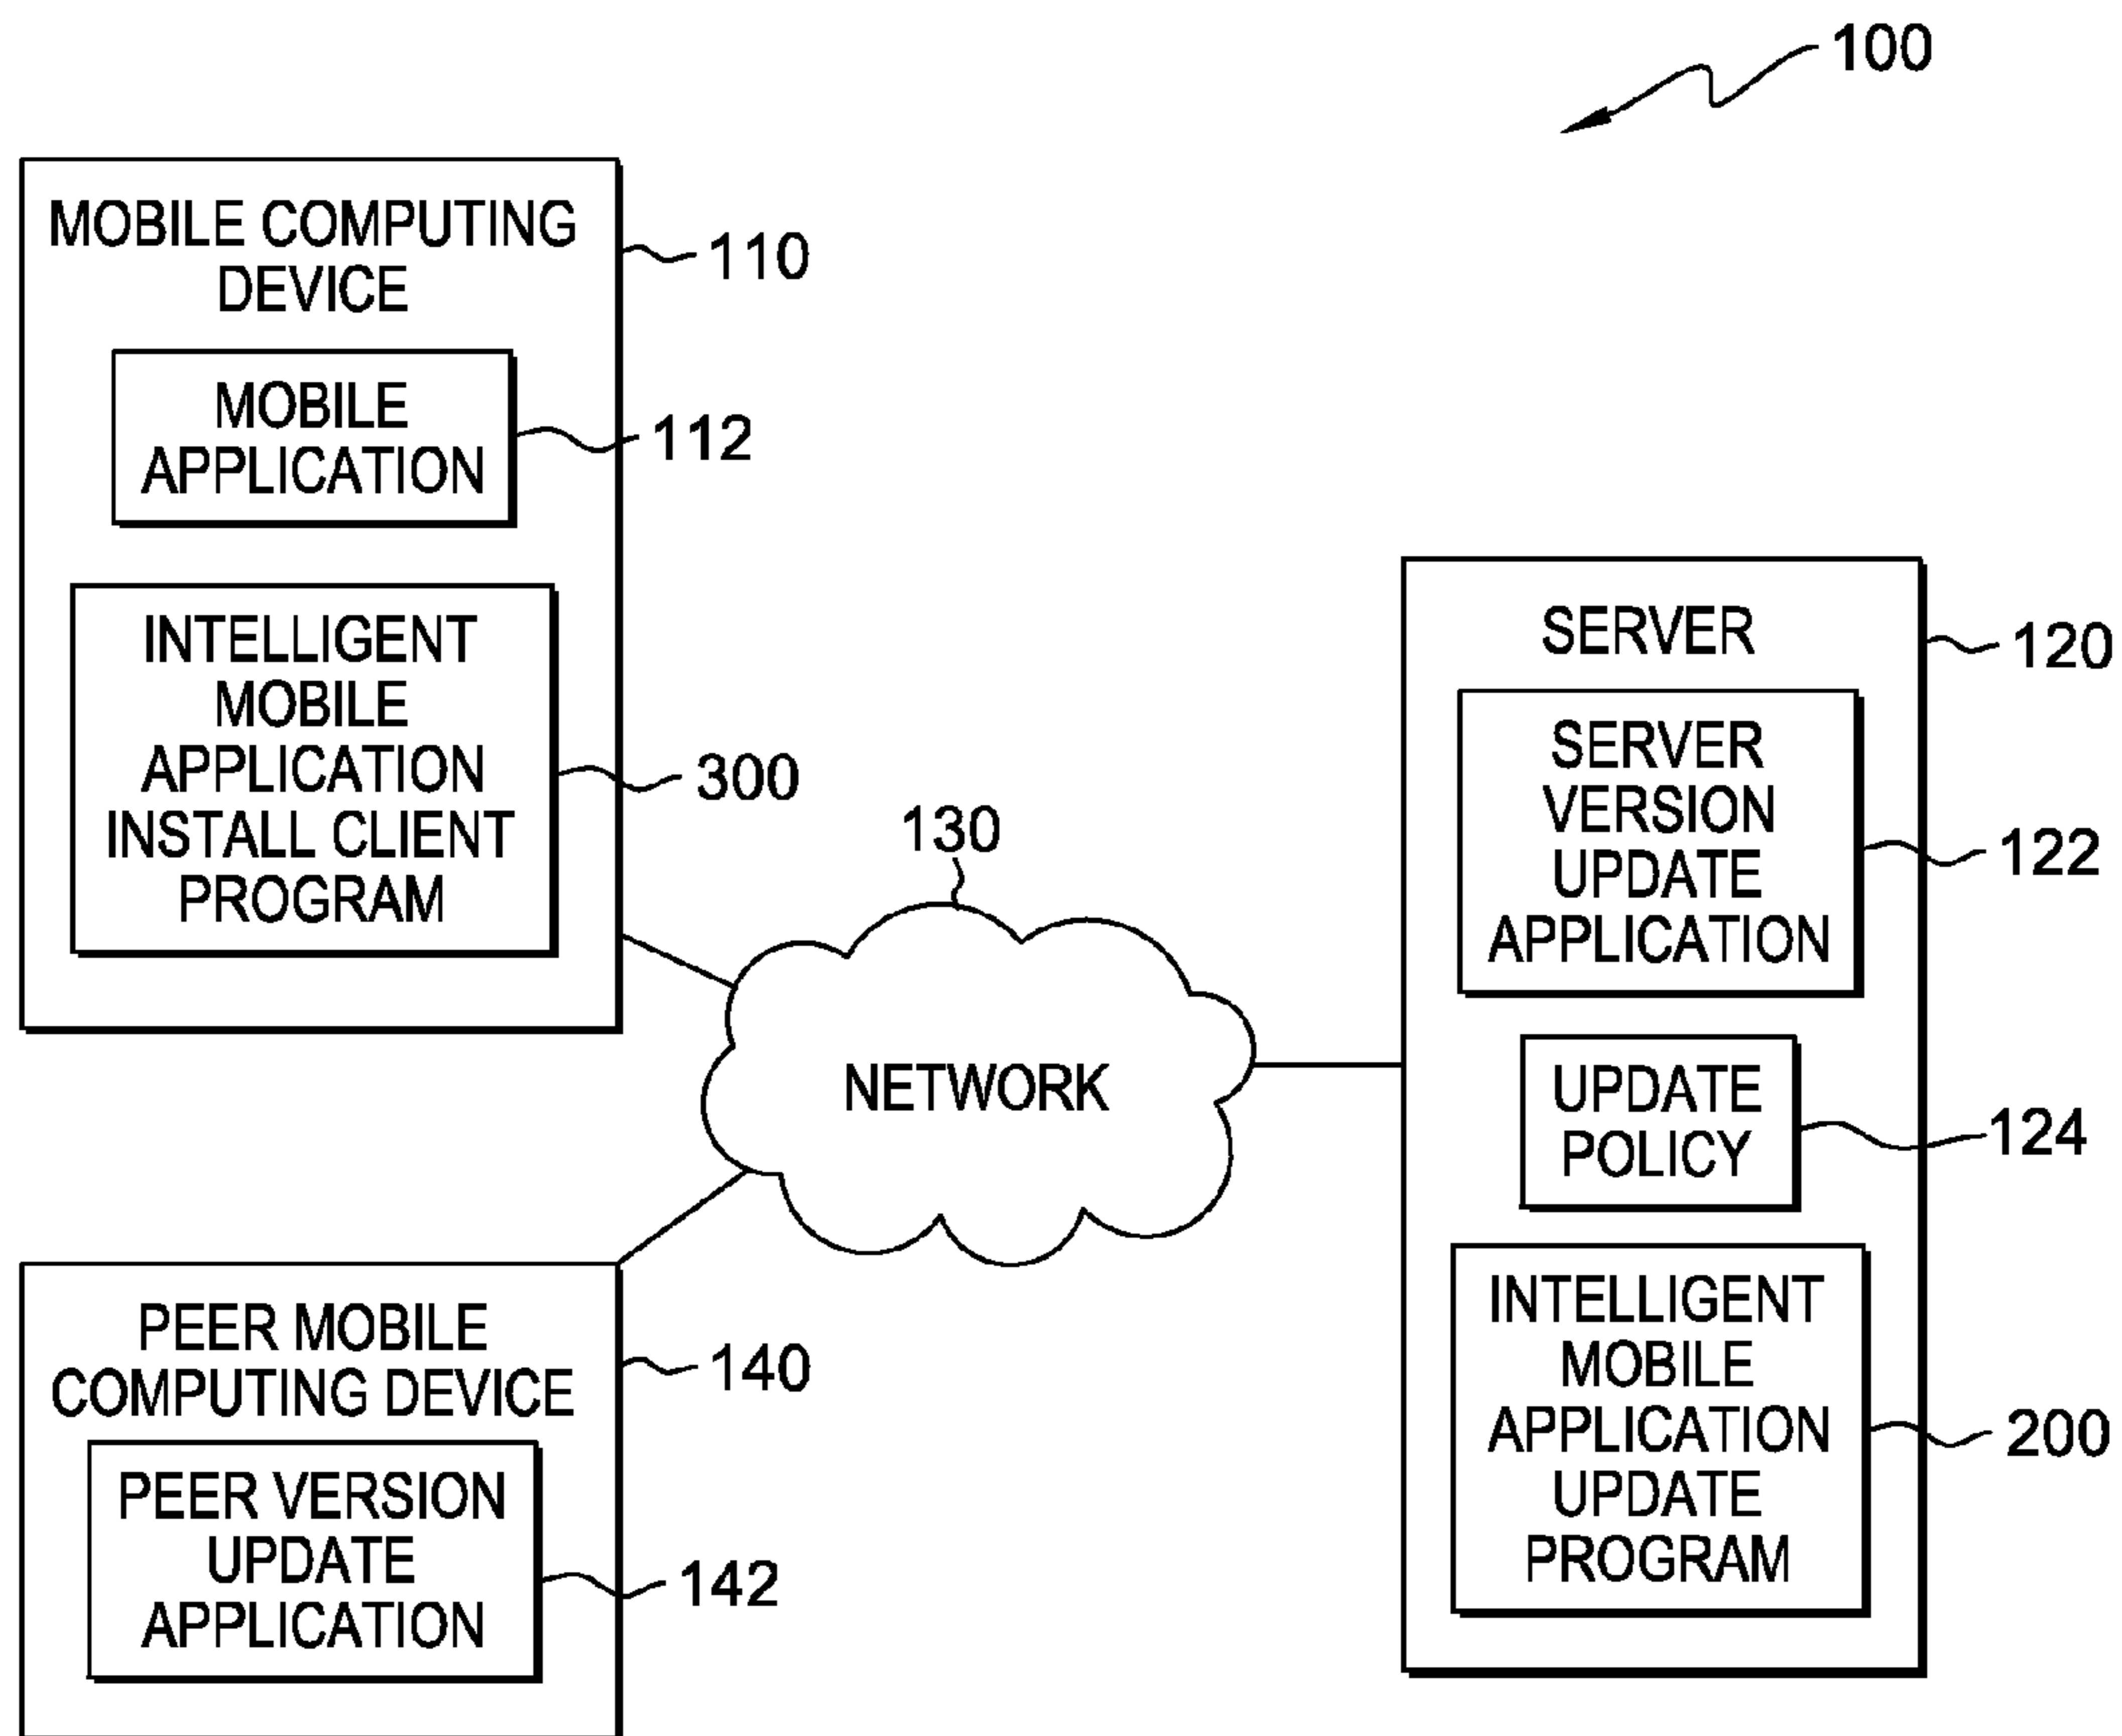 100
MOBILE COMPUTING
DEVICE
110
MOBILE
APPLICATION
112
INTELLIGENT
MOBILE
APPLICATION
INSTALL CLIENT
PROGRAM
300
130
NETWORK
SERVER
120
SERVER
VERSION
UPDATE
APPLICATION
122
UPDATE
POLICY
124
INTELLIGENT
MOBILE
APPLICATION
UPDATE
PROGRAM
200
PEER MOBILE
COMPUTING DEVICE
140
PEER VERSION
UPDATE
APPLICATION
142